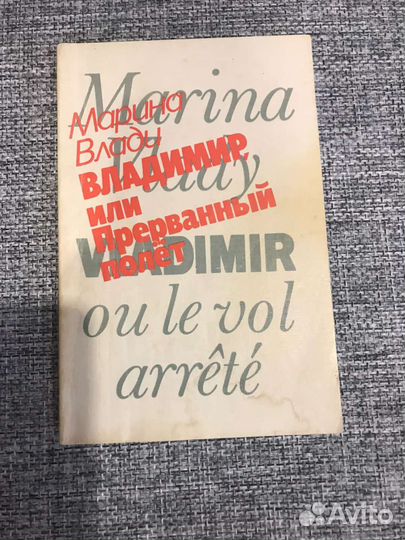 Marina
Марина
Влади
Vlady
ВЛАДИМИР,
или
Прерванный
полёт
VLADIMIR
ou le vol
arrêté
Avito